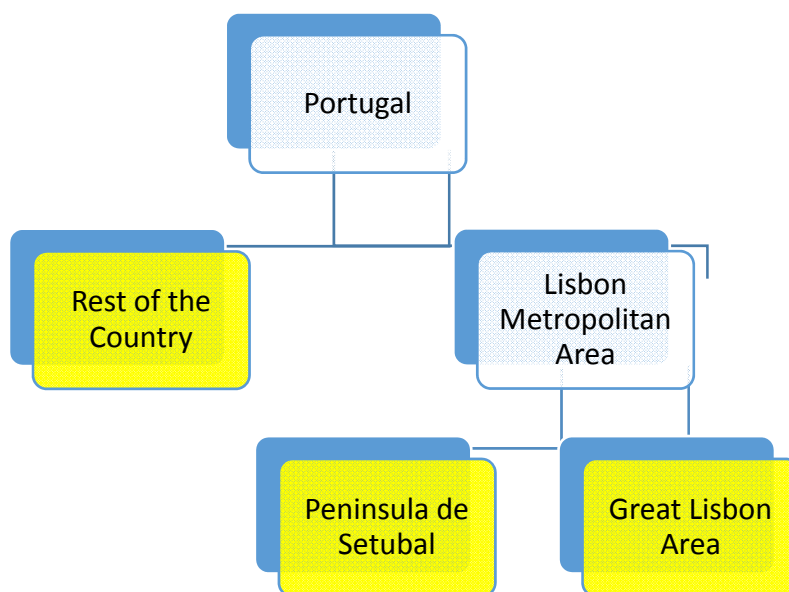 Portugal
Rest of the
Country
Lisbon
Metropolitan
Area
Peninsula de
Setubal
Great Lisbon
Area